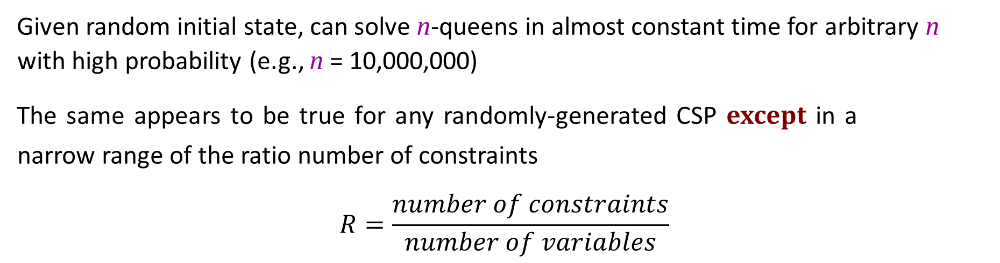 Given random initial state, can solve n-queens in almost constant time for arbitrary n
with high probability (e.g., n = 10,000,000)
The same appears to be true for any randomly-generated CSP except in a
narrow range of the ratio number of constraints
R = number of constraints / number of variables